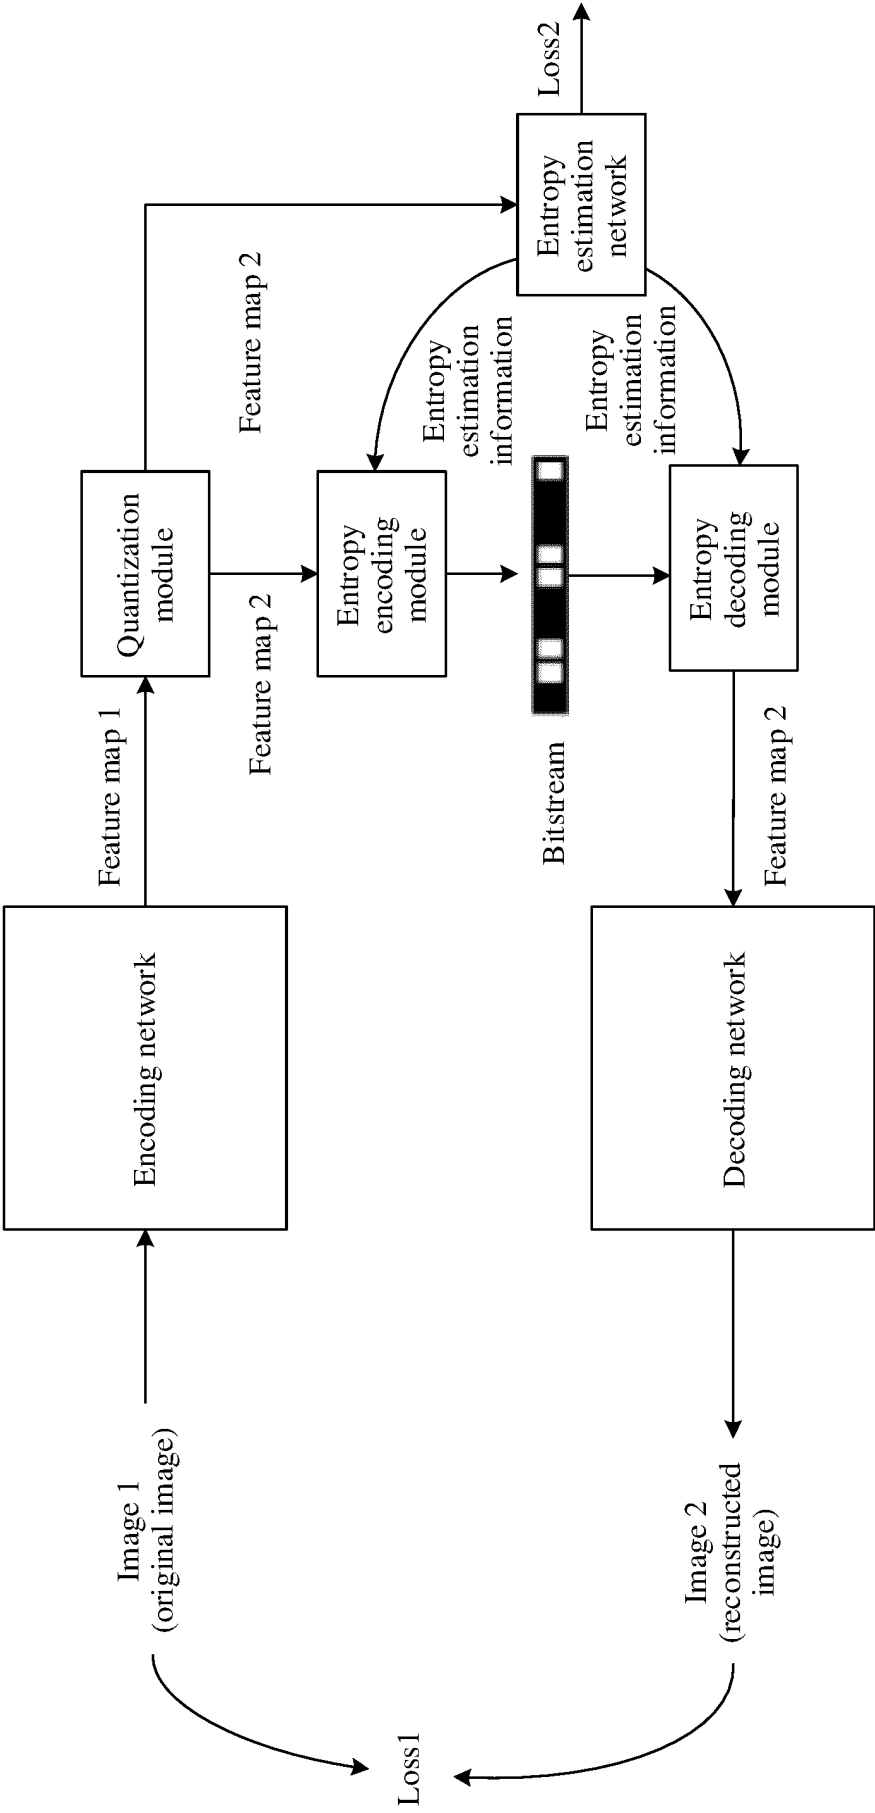 Image 1
(original image)
Encoding network
Feature map 1
Quantization
module
Feature map 2
Feature map 2
Entropy
encoding
module
Entropy
estimation
information
Entropy
estimation
network
Loss2
Loss1
Bitstream
Entropy
estimation
information
Image 2
(reconstructed
image)
Decoding network
Feature map 2
Entropy
decoding
module